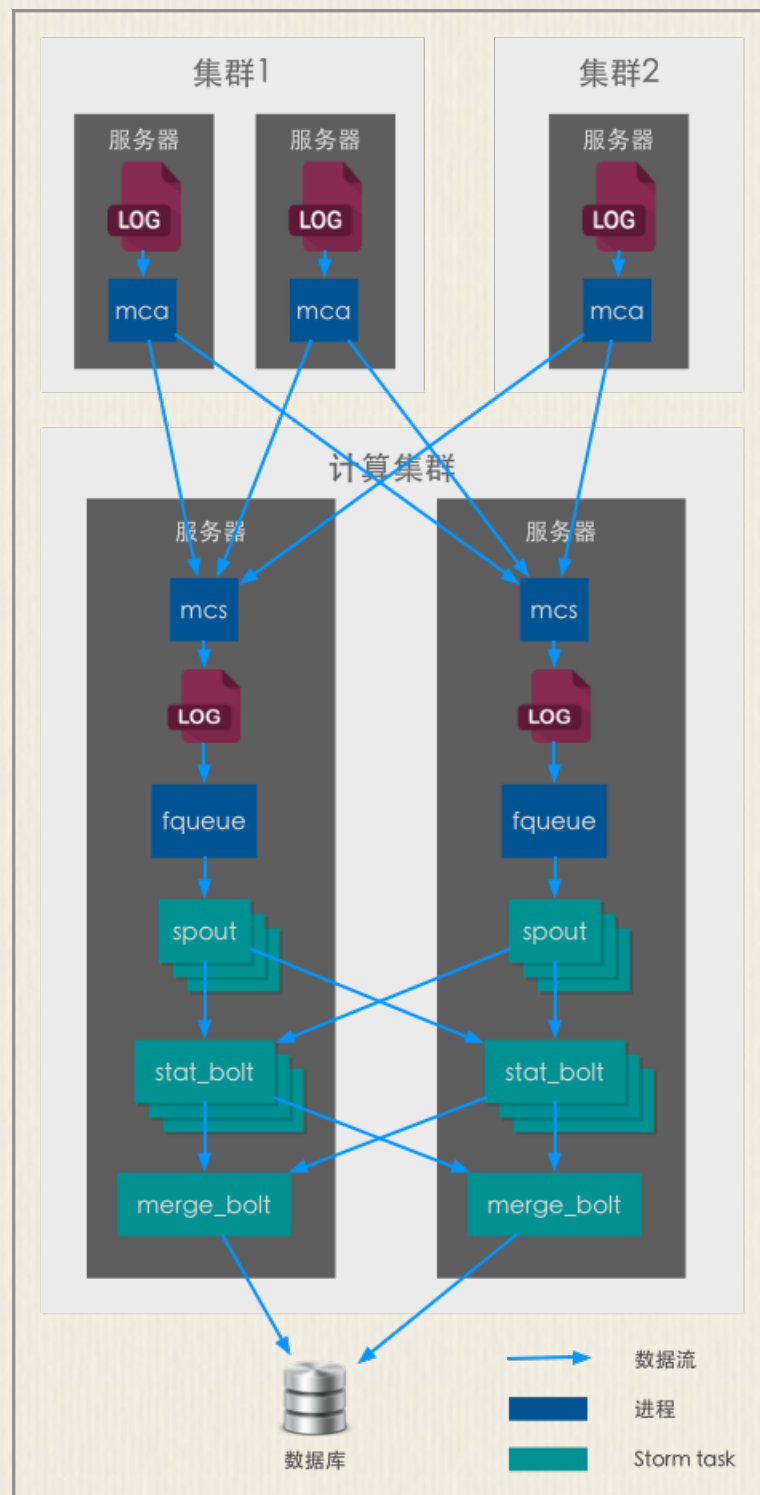 集群1
集群2
服务器
服务器
服务器
LOG
LOG
LOG
mca
mca
mca
计算集群
服务器
服务器
mcs
mcs
LOG
LOG
fqueue
fqueue
spout
spout
stat_bolt
stat_bolt
merge_bolt
merge_bolt
数据库
数据流
进程
Storm task